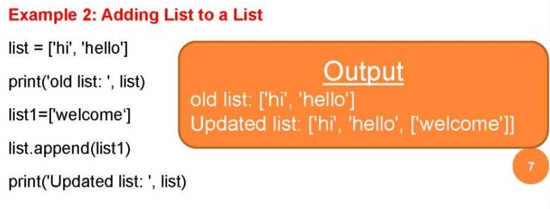 Example 2: Adding List to a List
list = ['hi', 'hello']
print('old list: ', list)
list1=['welcome‘]
list.append(list1)
print('Updated list: ', list)
Output
old list: ['hi', 'hello']
Updated list: ['hi', 'hello', ['welcome']]
7